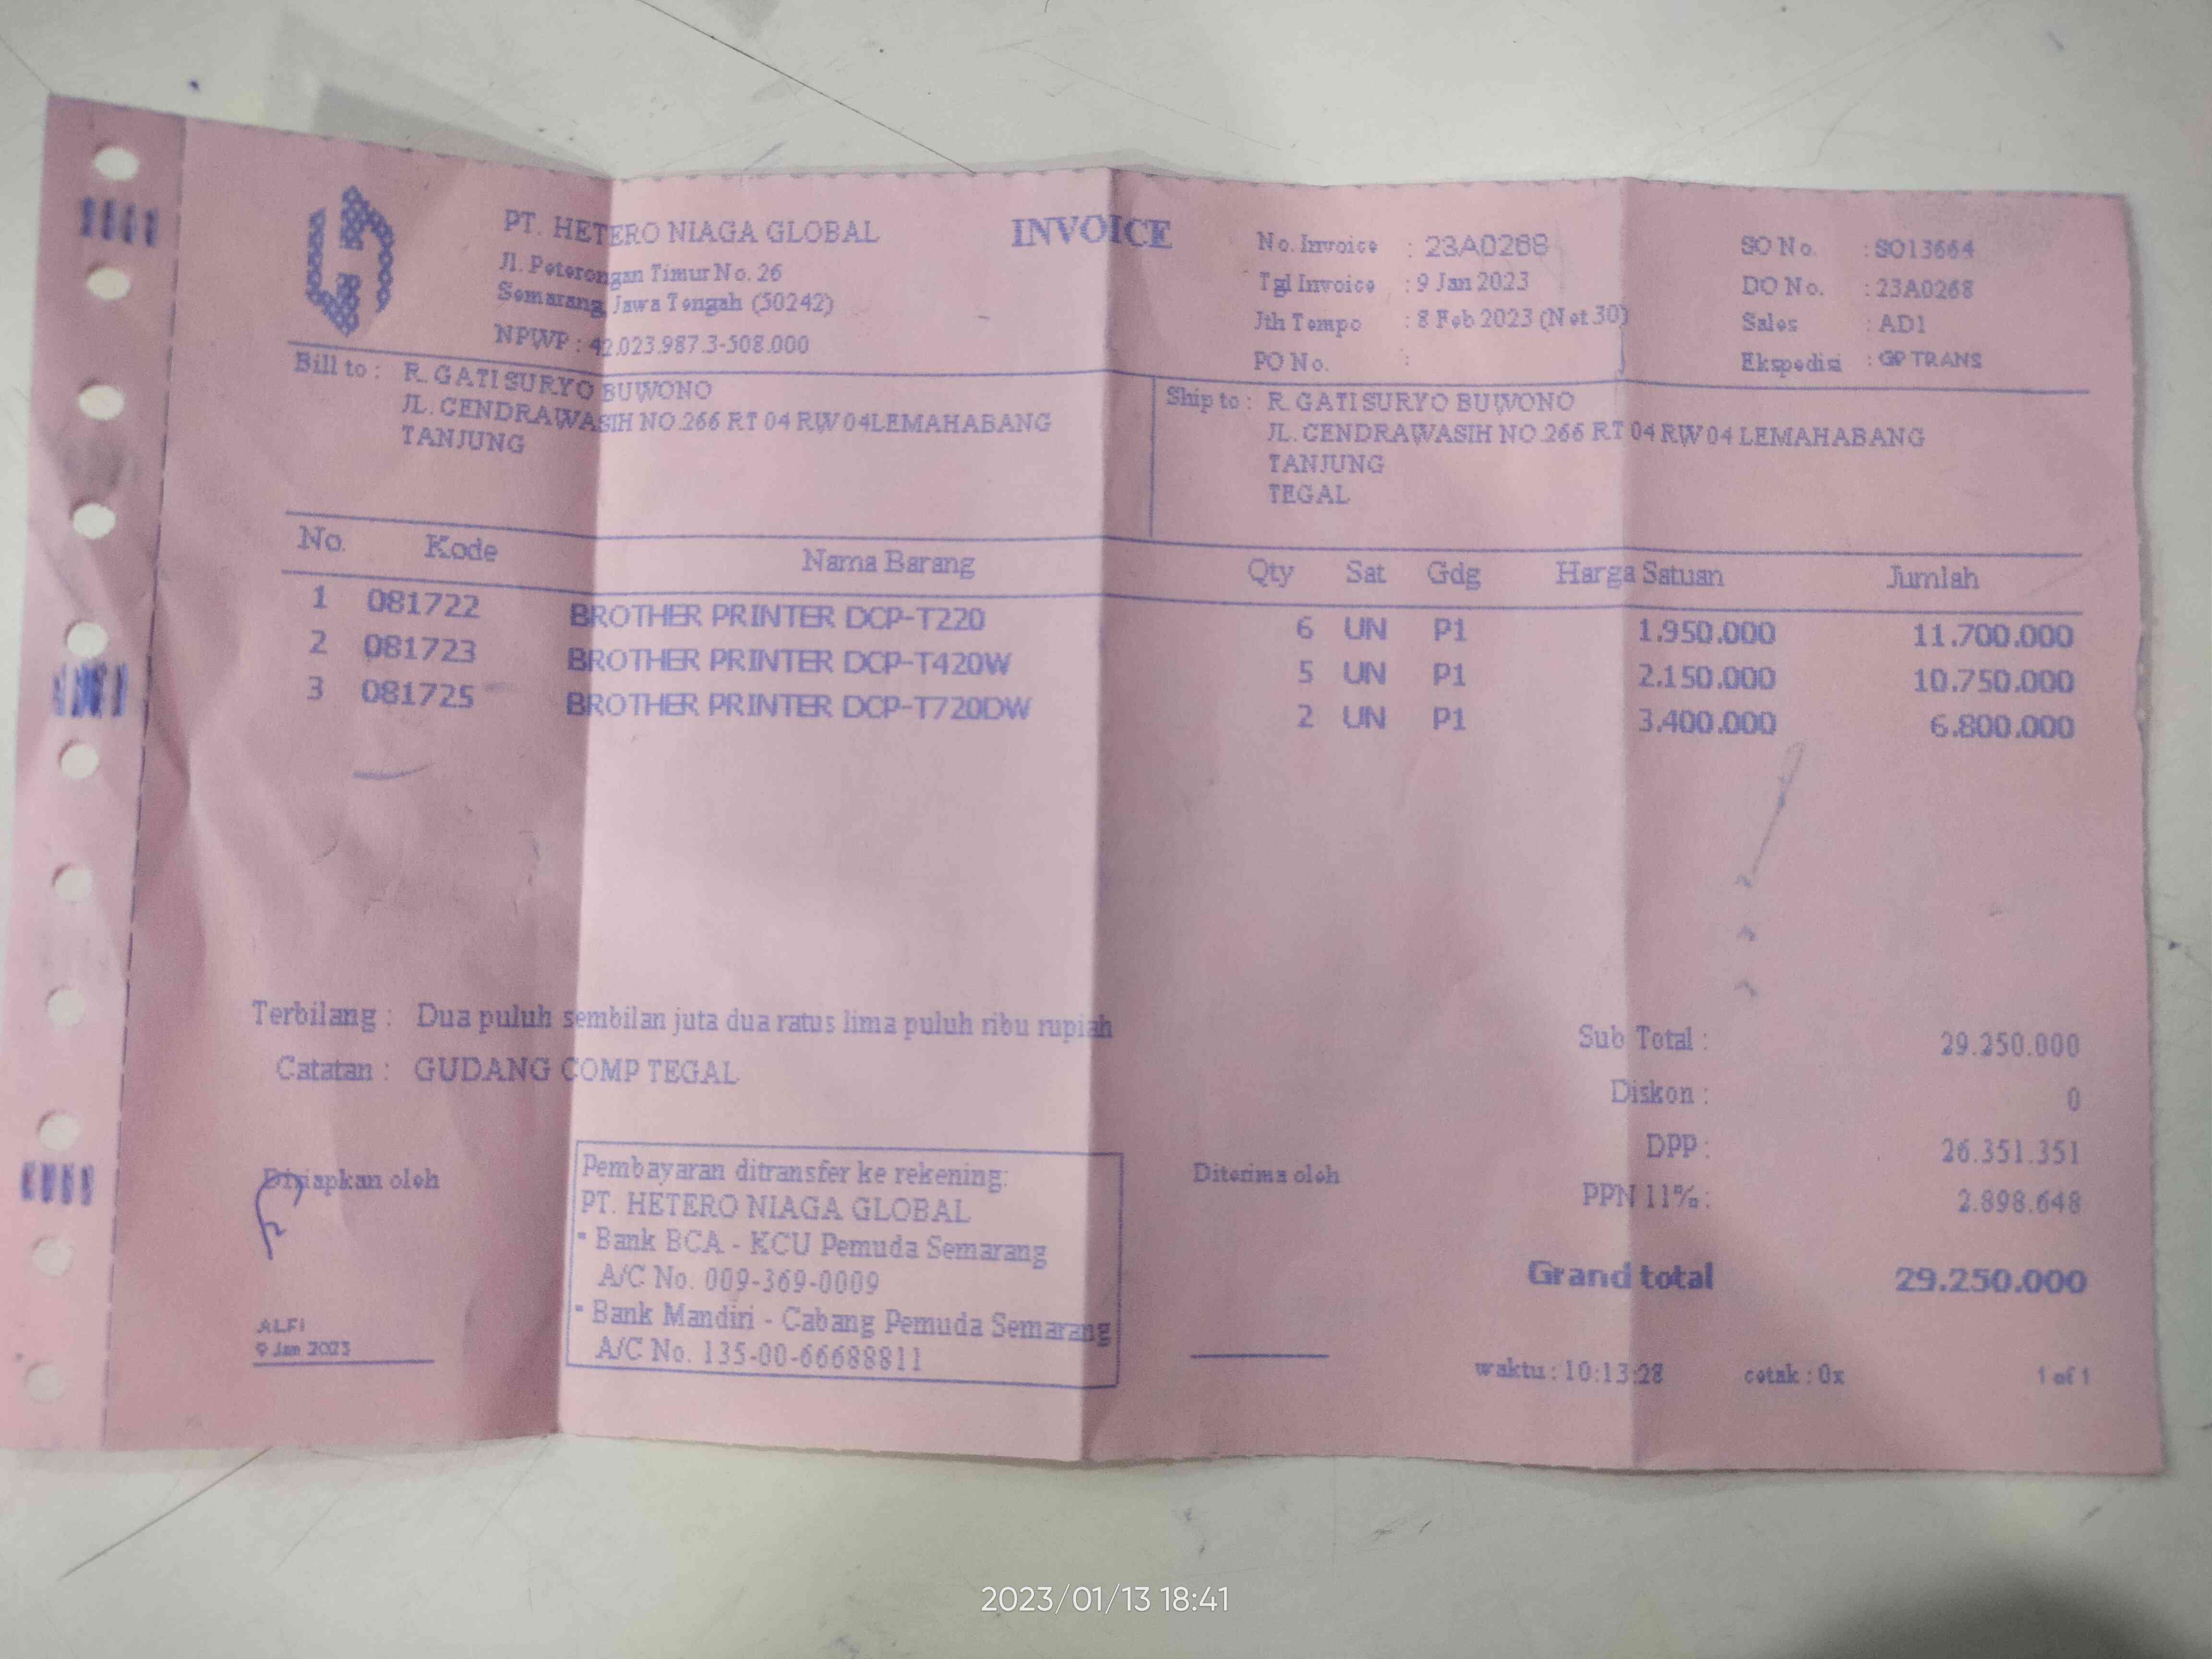 PT. HETERO NIAGA GLOBAL
Jl. Peterongan Timur No. 26
Semarang, Jawa Tengah (50242)
NPWP : 42.023.987.3-508.000
INVOICE
No. Invoice : 23A0268
Tgl Invoice : 9 Jan 2023
Jth Tempo : 8 Feb 2023 (Net 30)
PO No. :
SO No. : SO13664
DO No. : 23A0268
Sales : AD1
Ekspedisi : GP TRANS
Bill to : R. GATI SURYO BUWONO
JL. CENDRAWASIH NO.266 RT 04 RW 04LEMAHABANG
TANJUNG
Ship to : R. GATI SURYO BUWONO
JL. CENDRAWASIH NO.266 RT 04 RW 04 LEMAHABANG
TANJUNG
TEGAL
No. Kode Nama Barang Qty Sat Gdg Harga Satuan Jumlah
1 081722 BROTHER PRINTER DCP-T220 6 UN P1 1.950.000 11.700.000
2 081723 BROTHER PRINTER DCP-T420W 5 UN P1 2.150.000 10.750.000
3 081725 BROTHER PRINTER DCP-T720DW 2 UN P1 3.400.000 6.800.000
Terbilang : Dua puluh sembilan juta dua ratus lima puluh ribu rupiah
Catatan : GUDANG COMP TEGAL
Sub Total : 29.250.000
Diskon : 0
DPP : 26.351.351
PPN 11% : 2.898.648
Grand total 29.250.000
Disiapkan oleh
ALFI
9 Jan 2023
Pembayaran ditransfer ke rekening:
PT. HETERO NIAGA GLOBAL
- Bank BCA - KCU Pemuda Semarang
A/C No. 009-369-0009
- Bank Mandiri - Cabang Pemuda Semarang
A/C No. 135-00-66688811
Diterima oleh
waktu : 10:13:28 cetak : 0x 1 of 1
2023/01/13 18:41